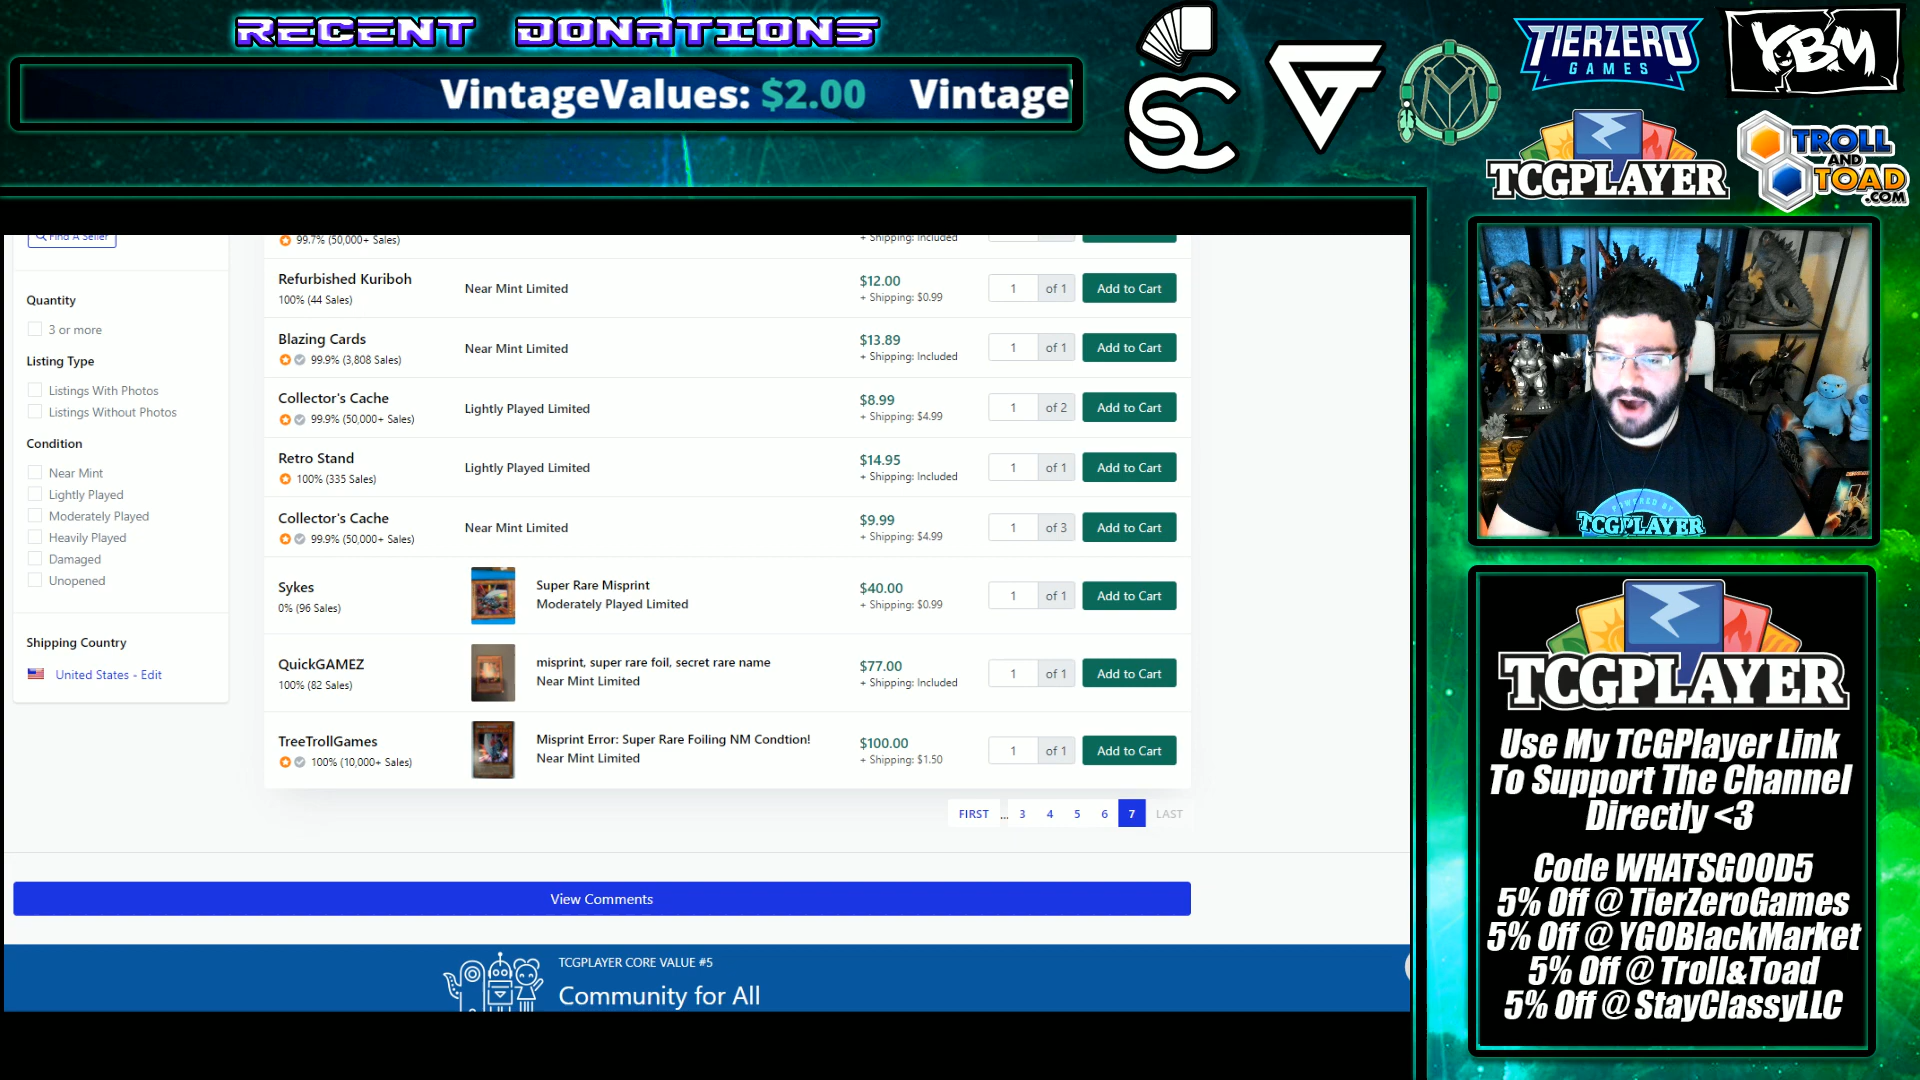 RECENT DONATIONS
VintageValues: $2.00 Vintage
SC
TIERZERO
GAMES
YBM
TCGPLAYER
TROLL
AND
TOAD
.COM
Find A Seller
99.7% (50,000+ Sales)
+ Shipping: Included
Quantity
3 or more
Listing Type
Listings With Photos
Listings Without Photos
Condition
Near Mint
Lightly Played
Moderately Played
Heavily Played
Damaged
Unopened
Shipping Country
United States - Edit
Refurbished Kuriboh
100% (44 Sales)
Near Mint Limited
$12.00
+ Shipping: $0.99
1 of 1 Add to Cart
Blazing Cards
99.9% (3,808 Sales)
Near Mint Limited
$13.89
+ Shipping: Included
1 of 1 Add to Cart
Collector's Cache
99.9% (50,000+ Sales)
Lightly Played Limited
$8.99
+ Shipping: $4.99
1 of 2 Add to Cart
Retro Stand
100% (335 Sales)
Lightly Played Limited
$14.95
+ Shipping: Included
1 of 1 Add to Cart
Collector's Cache
99.9% (50,000+ Sales)
Near Mint Limited
$9.99
+ Shipping: $4.99
1 of 3 Add to Cart
Sykes
0% (96 Sales)
Super Rare Misprint
Moderately Played Limited
$40.00
+ Shipping: $0.99
1 of 1 Add to Cart
QuickGAMEZ
100% (82 Sales)
misprint, super rare foil, secret rare name
Near Mint Limited
$77.00
+ Shipping: Included
1 of 1 Add to Cart
TreeTrollGames
100% (10,000+ Sales)
Misprint Error: Super Rare Foiling NM Condtion!
Near Mint Limited
$100.00
+ Shipping: $1.50
1 of 1 Add to Cart
FIRST ... 3 4 5 6 7 LAST
View Comments
TCGPLAYER CORE VALUE #5
Community for All
POWERED BY
TCGPLAYER
TCGPLAYER
Use My TCGPlayer Link
To Support The Channel
Directly <3
Code WHATSGOOD5
5% Off @ TierZeroGames
5% Off @ YGOBlackMarket
5% Off @ Troll&Toad
5% Off @ StayClassyLLC